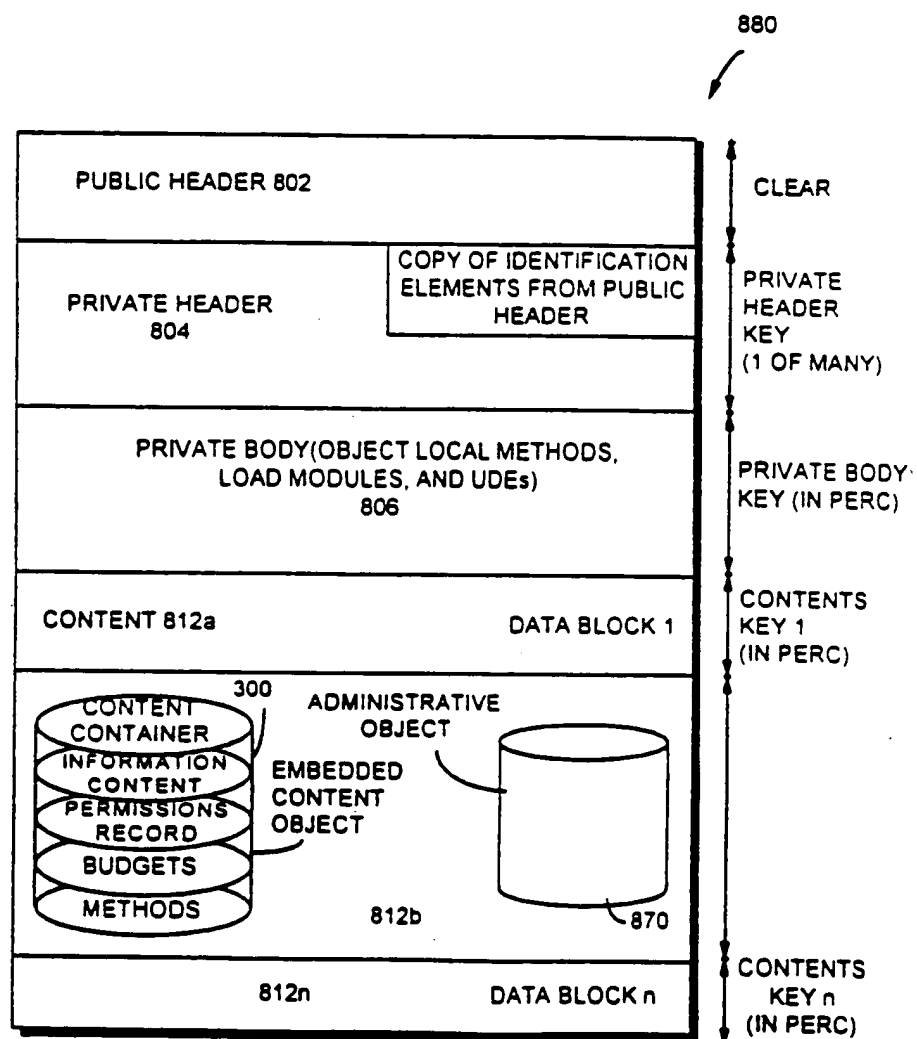 880
PUBLIC HEADER 802
CLEAR
COPY OF IDENTIFICATION
ELEMENTS FROM PUBLIC
HEADER
PRIVATE HEADER
804
PRIVATE
HEADER
KEY
(1 OF MANY)
PRIVATE BODY(OBJECT LOCAL METHODS,
LOAD MODULES, AND UDEs)
806
PRIVATE BODY
KEY (IN PERC)
CONTENT 812a
DATA BLOCK 1
CONTENTS
KEY 1
(IN PERC)
300
CONTENT
CONTAINER
INFORMATION
CONTENT
PERMISSIONS
RECORD
BUDGETS
METHODS
EMBEDDED
CONTENT
OBJECT
ADMINISTRATIVE
OBJECT
812b
870
812n
DATA BLOCK n
CONTENTS
KEY n
(IN PERC)